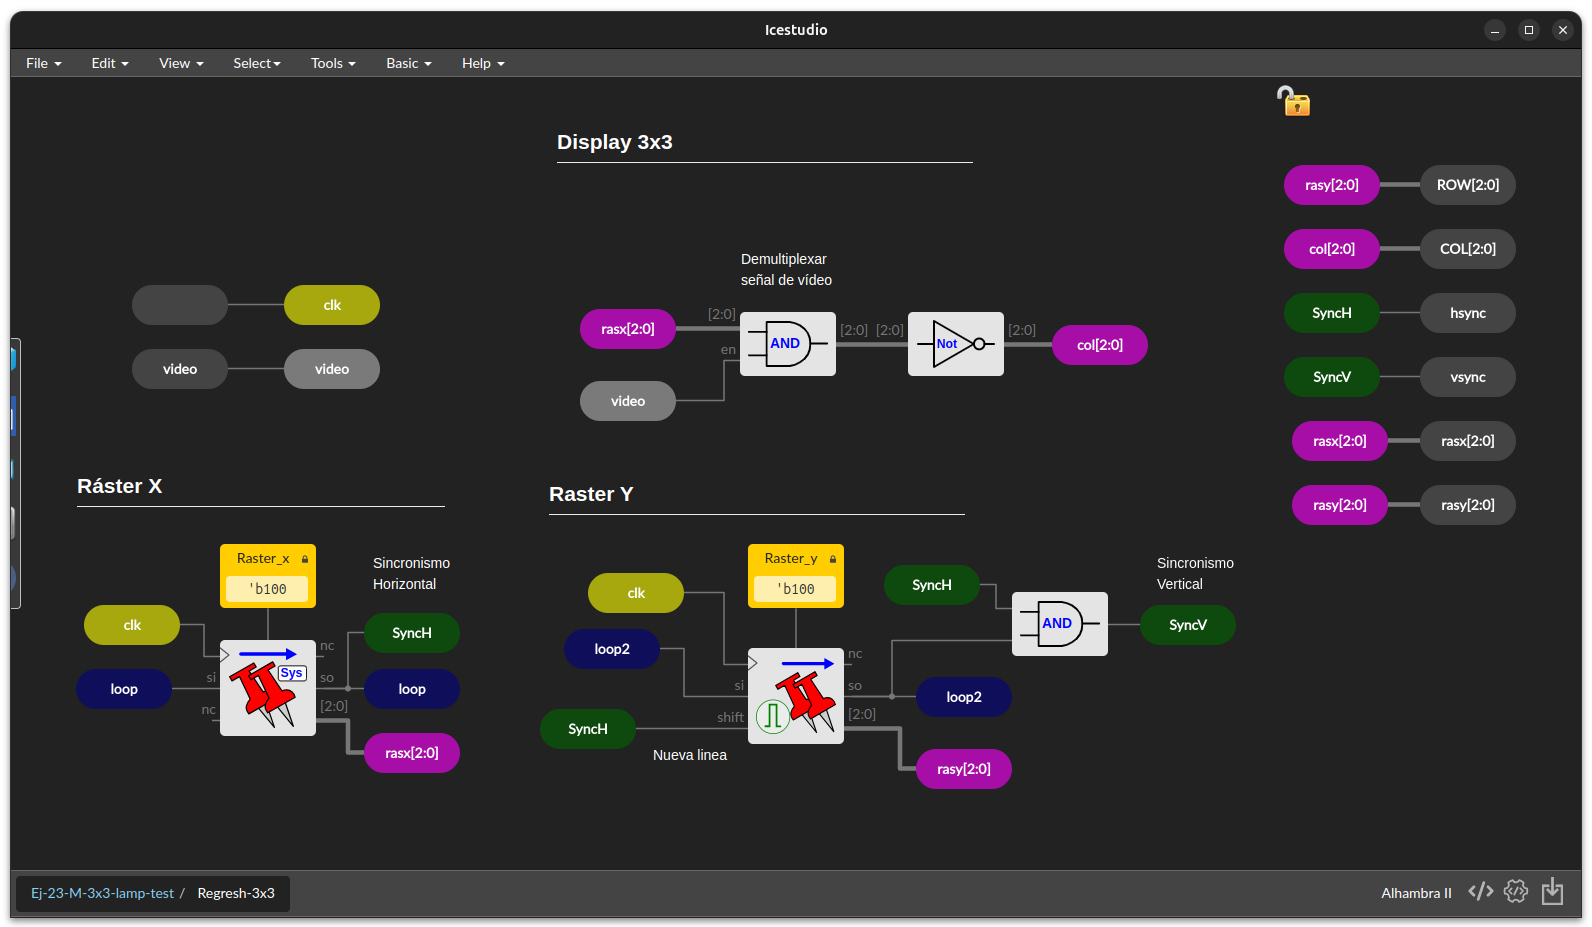 Icestudio
File Edit View Select Tools Basic Help
Display 3x3
Demultiplexar
señal de vídeo
clk
video video
rasx[2:0] [2:0] AND [2:0] [2:0] Not [2:0] col[2:0]
en
video
rasy[2:0] ROW[2:0]
col[2:0] COL[2:0]
SyncH hsync
SyncV vsync
rasx[2:0] rasx[2:0]
rasy[2:0] rasy[2:0]
Ráster X
Raster_x
'b100
Sincronismo
Horizontal
clk
SyncH
nc
Sys
loop si so loop
nc [2:0]
rasx[2:0]
Raster Y
Raster_y
'b100
clk
loop2
nc
si so loop2
SyncH shift [2:0]
Nueva linea
rasy[2:0]
SyncH
AND
Sincronismo
Vertical
SyncV
Ej-23-M-3x3-lamp-test / Regresh-3x3
Alhambra II </>